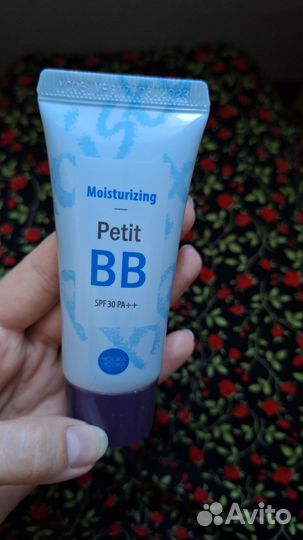 Moisturizing
Petit
BB
SPF30 PA++
HOLIKA
HOLIKA
Avito